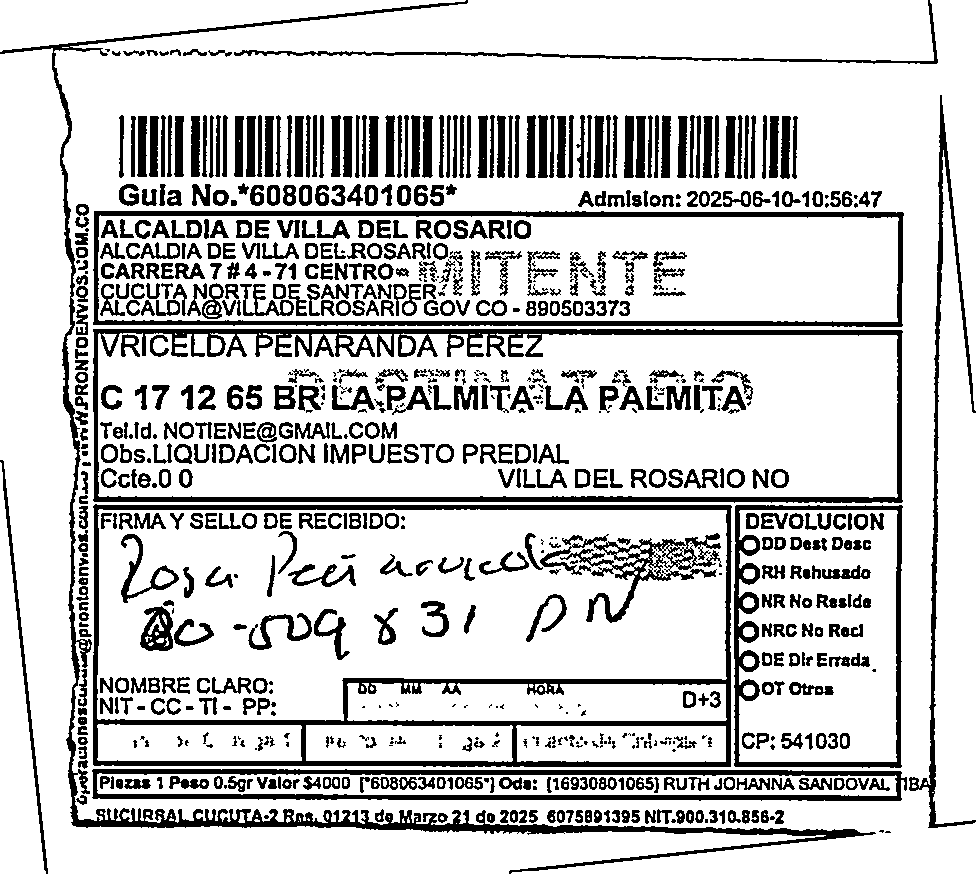 Guia No.*608063401065*
Admision: 2025-06-10-10:56:47
ALCALDIA DE VILLA DEL ROSARIO
ALCALDIA DE VILLA DEL ROSARIO
CARRERA 7 # 4 - 71 CENTRO
CUCUTA NORTE DE SANTANDER
ALCALDIA@VILLADELROSARIO GOV CO - 890503373
MITENTE
VRICELDA PENARANDA PEREZ
DESTINATARIO
C 17 12 65 BR LA PALMITA LA PALMITA
Tel.Id. NOTIENE@GMAIL.COM
Obs.LIQUIDACION IMPUESTO PREDIAL
Ccte.0 0 VILLA DEL ROSARIO NO
FIRMA Y SELLO DE RECIBIDO:
Rosa Peñaranda
DEVOLUCION
DD Dest Desc
RH Rehusado
NR No Reside
NRC No Recl
DE Dir Errada
OT Otros
NOMBRE CLARO:
NIT - CC - TI - PP:
DD MM AA HORA
D+3
CP: 541030
Piezas 1 Peso 0.5gr Valor $4000 [*608063401065*] Ods: [16930801065] RUTH JOHANNA SANDOVAL TIBA
SUCURSAL CUCUTA-2 Res. 01213 de Marzo 21 de 2025 6075891395 NIT.900.310.856-2